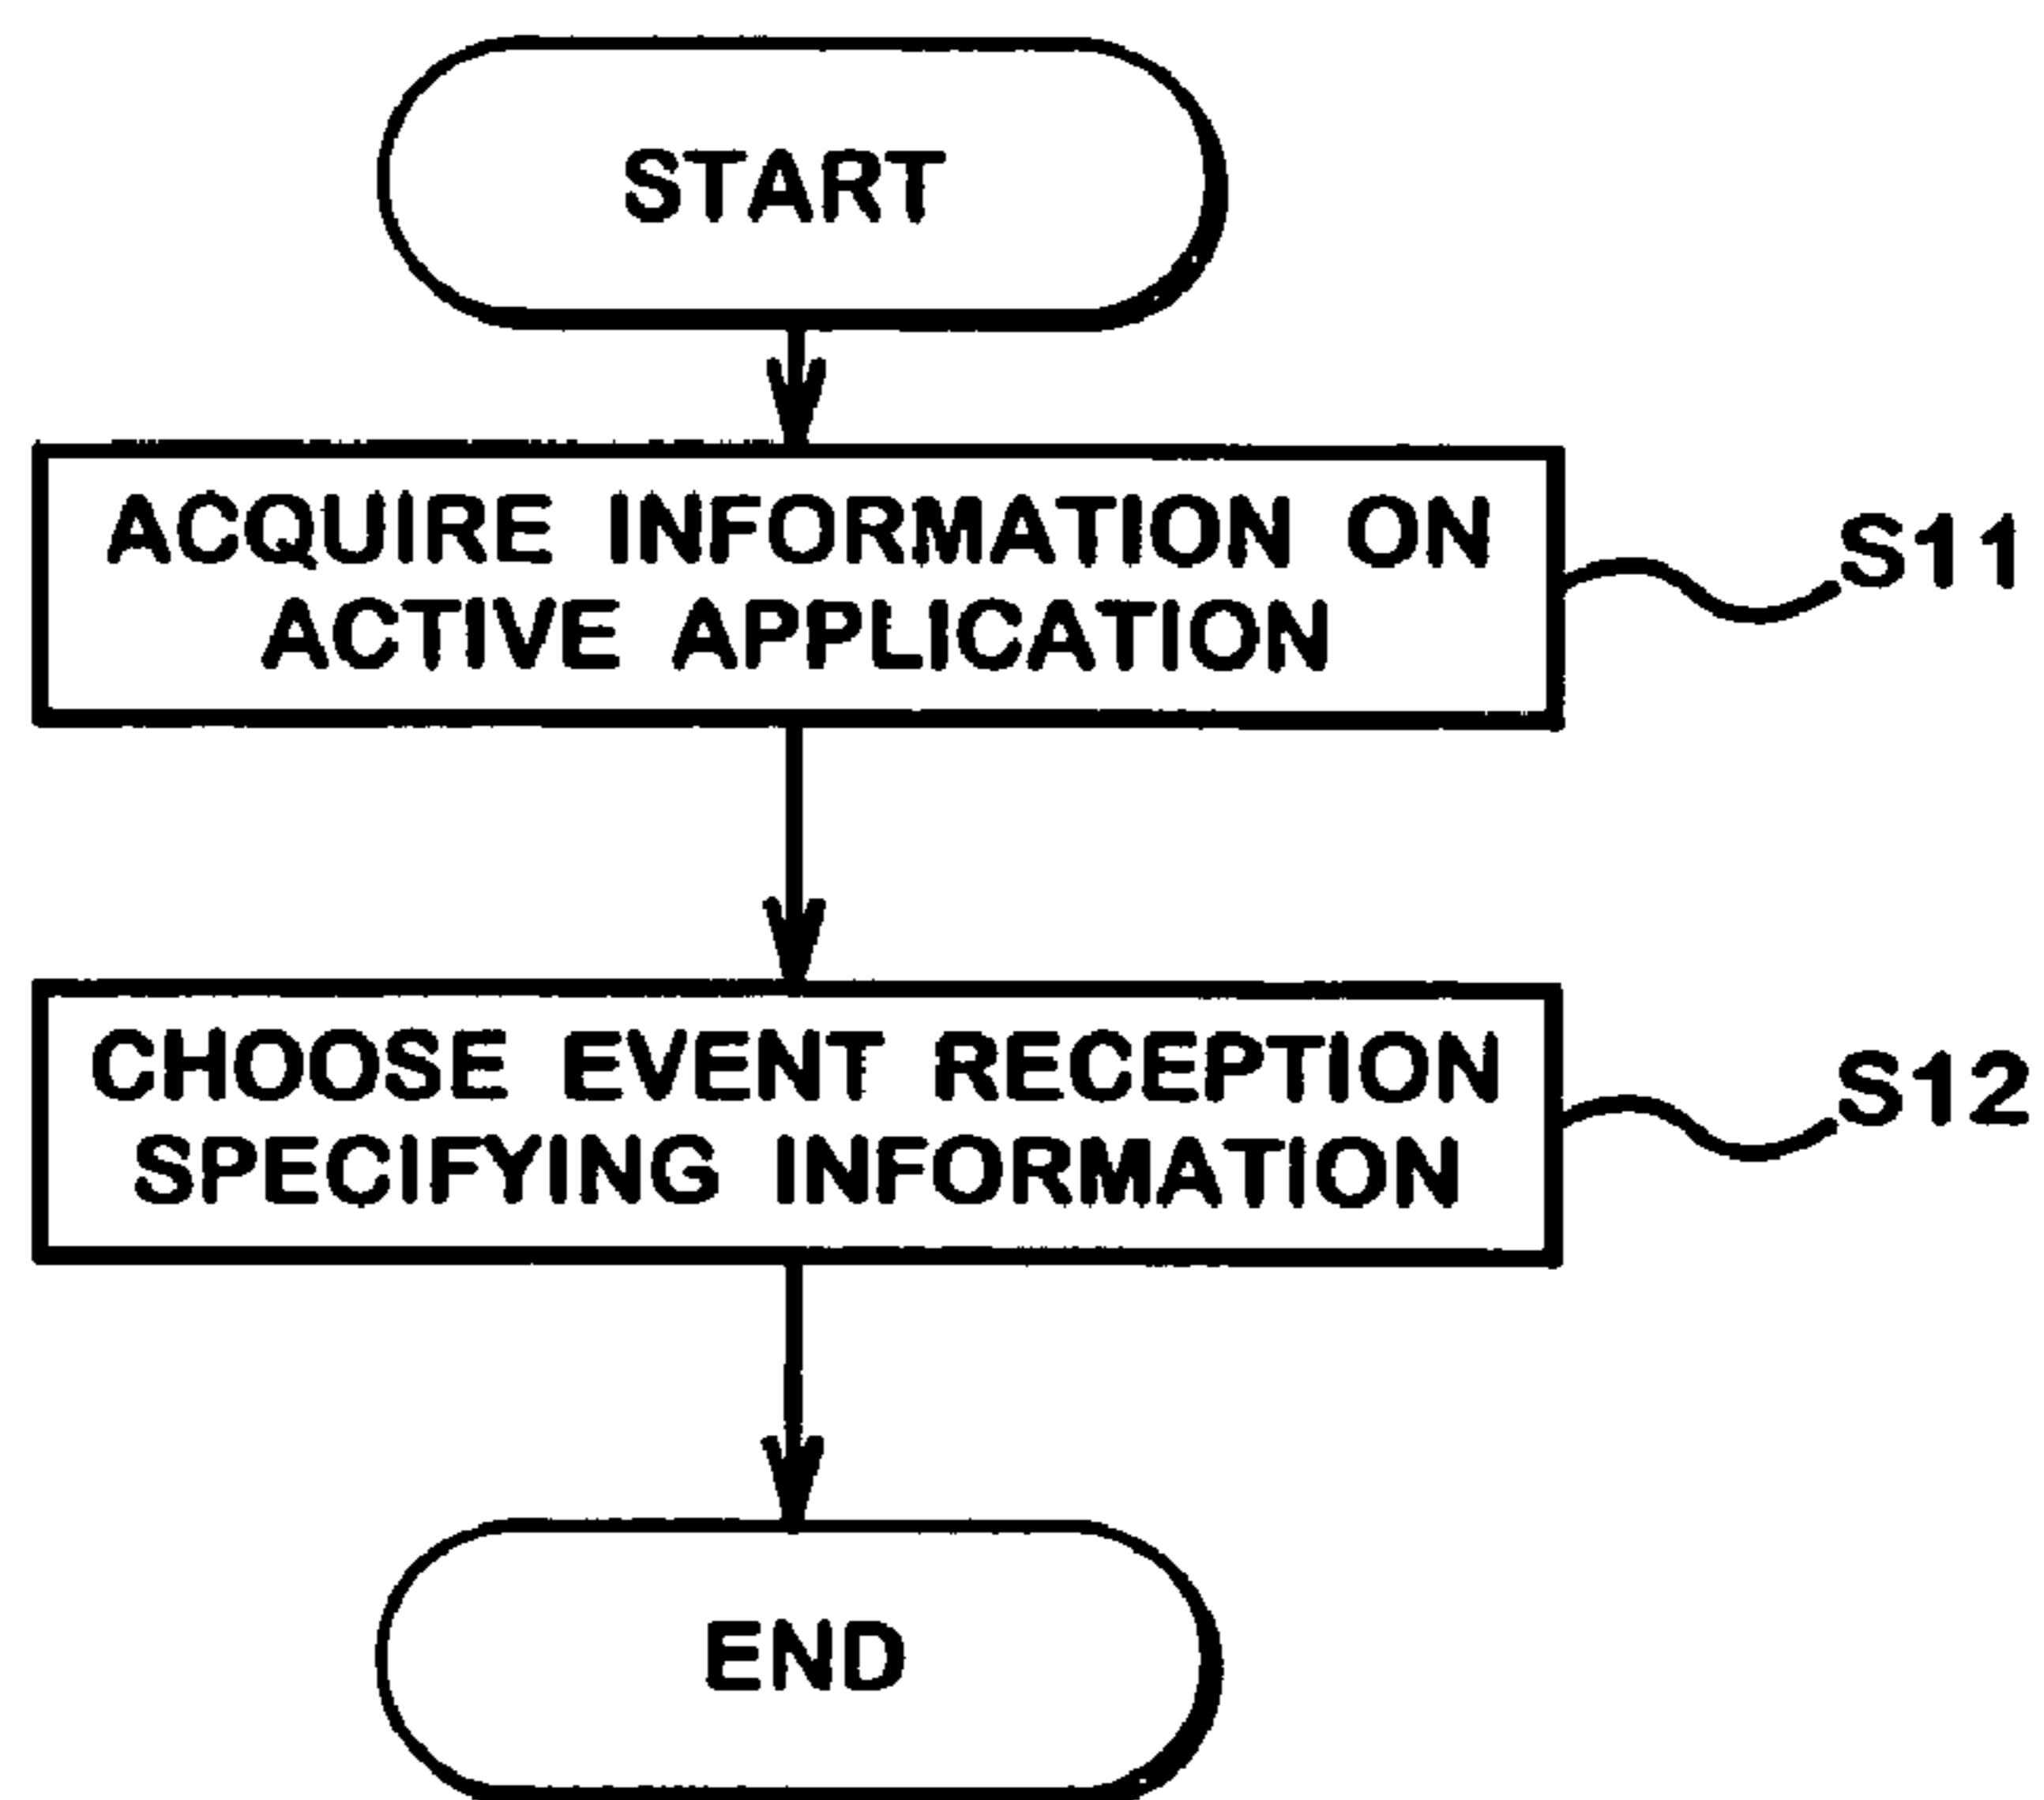 START
ACQUIRE INFORMATION ON
ACTIVE APPLICATION
S11
CHOOSE EVENT RECEPTION
SPECIFYING INFORMATION
S12
END